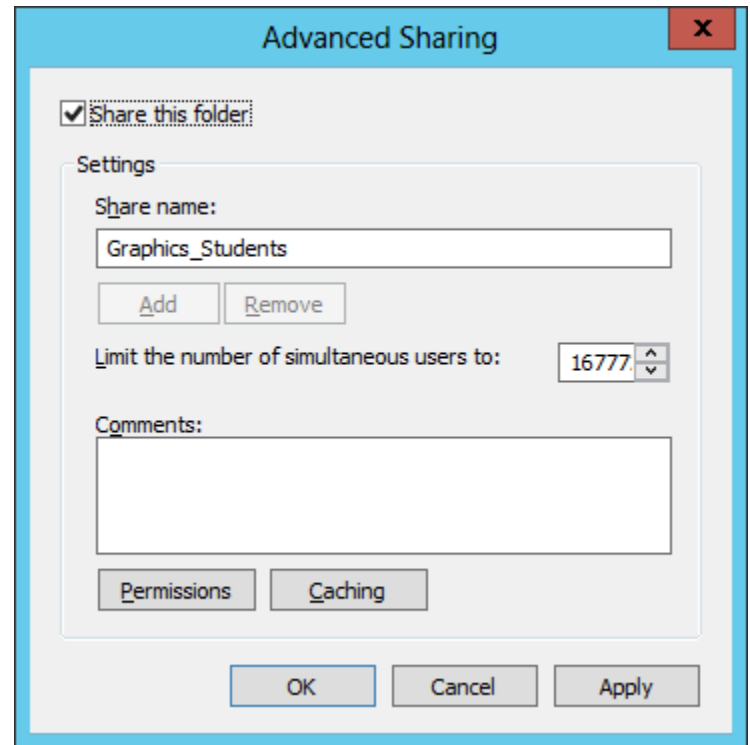 Advanced Sharing
x
Share this folder
Settings
Share name:
Graphics_Students
Add Remove
Limit the number of simultaneous users to: 16777
Comments:
Permissions Caching
OK Cancel Apply